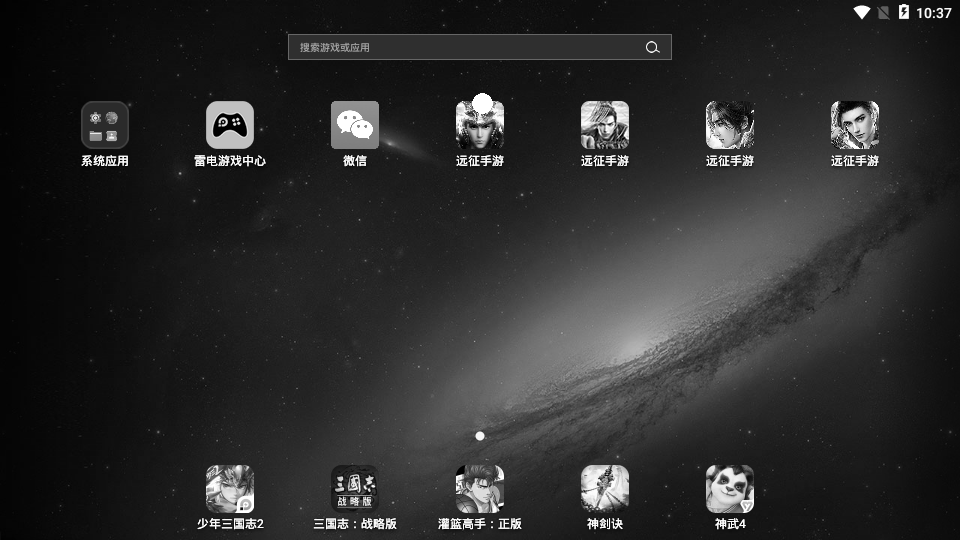 10:37
搜索游戏或应用
系统应用
雷电游戏中心
微信
远征手游
远征手游
远征手游
远征手游
三国志
战略版
少年三国志2
三国志：战略版
灌篮高手：正版
神剑诀
神武4